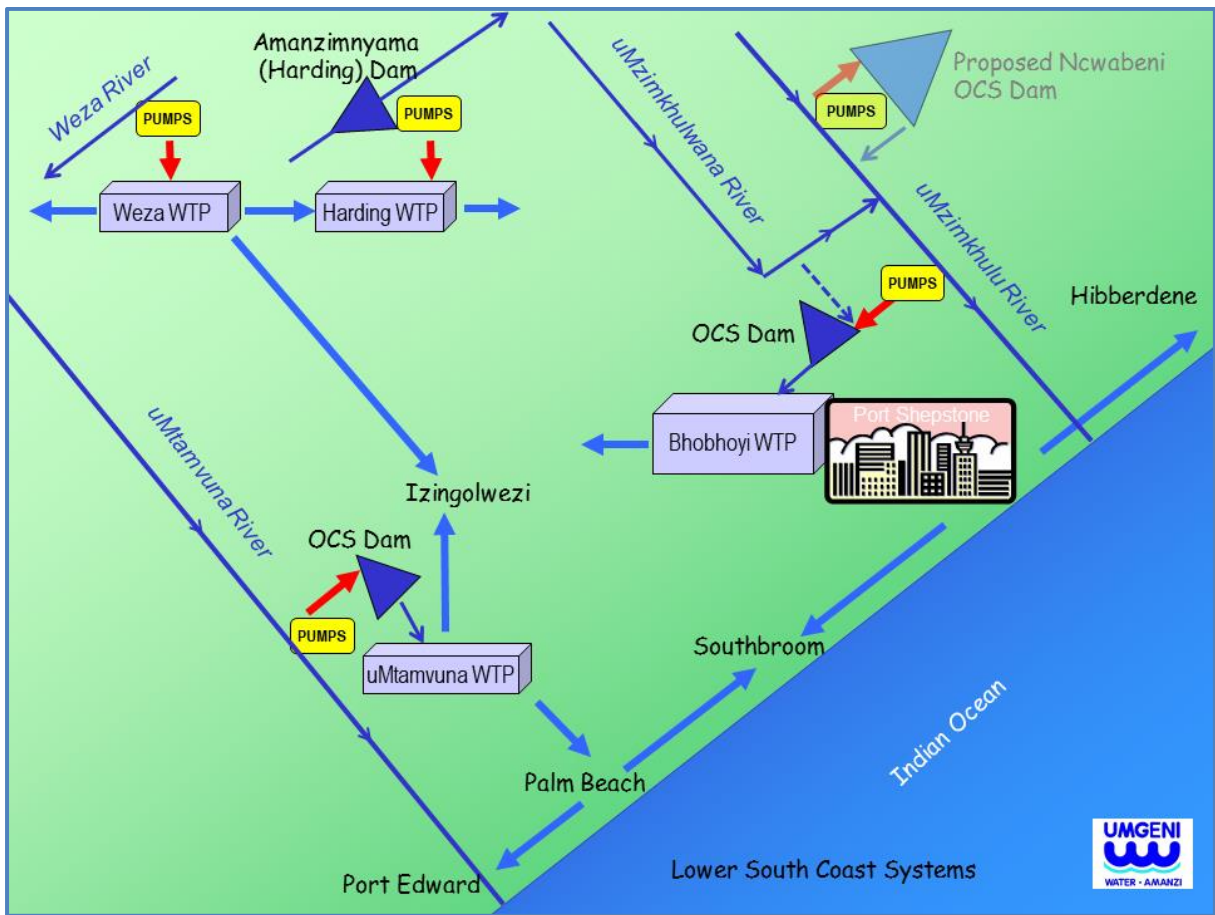 Amanzimnyama
(Harding) Dam
Weza River
PUMPS
PUMPS
uMzimkhulwana River
Proposed Ncwabeni
OCS Dam
PUMPS
Weza WTP
Harding WTP
uMzimkhulu River
PUMPS
Hibberdene
OCS Dam
Port Shepstone
Bhobhoyi WTP
uMtamvuna River
Izingolwezi
OCS Dam
PUMPS
uMtamvuna WTP
Southbroom
Indian Ocean
Palm Beach
Port Edward
Lower South Coast Systems
UMGENI
WATER • AMANZI